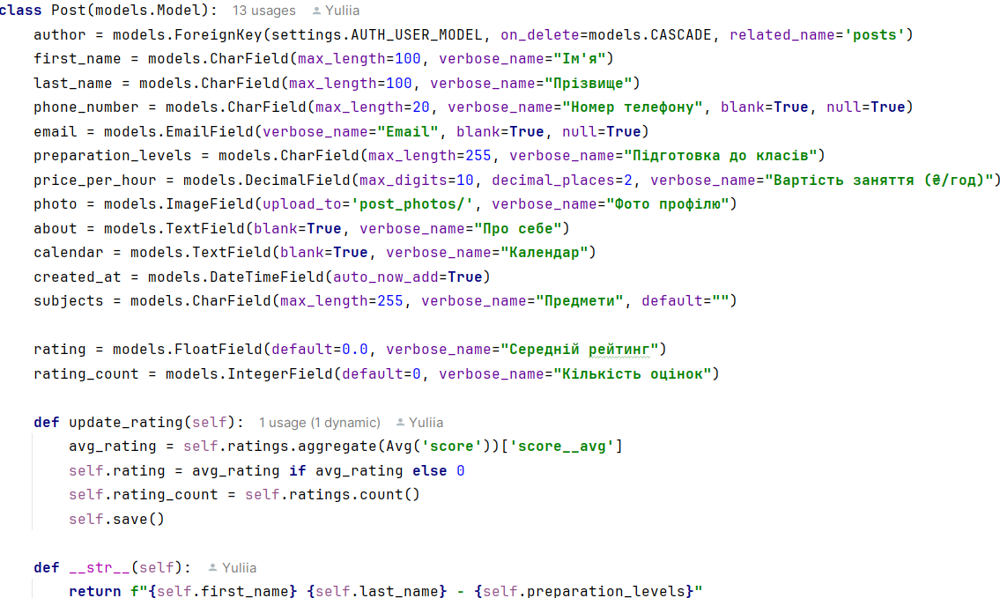 class Post(models.Model):  13 usages  Yuliia
    author = models.ForeignKey(settings.AUTH_USER_MODEL, on_delete=models.CASCADE, related_name='posts')
    first_name = models.CharField(max_length=100, verbose_name="Ім'я")
    last_name = models.CharField(max_length=100, verbose_name="Прізвище")
    phone_number = models.CharField(max_length=20, verbose_name="Номер телефону", blank=True, null=True)
    email = models.EmailField(verbose_name="Email", blank=True, null=True)
    preparation_levels = models.CharField(max_length=255, verbose_name="Підготовка до класів")
    price_per_hour = models.DecimalField(max_digits=10, decimal_places=2, verbose_name="Вартість заняття (₴/год)")
    photo = models.ImageField(upload_to='post_photos/', verbose_name="Фото профілю")
    about = models.TextField(blank=True, verbose_name="Про себе")
    calendar = models.TextField(blank=True, verbose_name="Календар")
    created_at = models.DateTimeField(auto_now_add=True)
    subjects = models.CharField(max_length=255, verbose_name="Предмети", default="")

    rating = models.FloatField(default=0.0, verbose_name="Середній рейтинг")
    rating_count = models.IntegerField(default=0, verbose_name="Кількість оцінок")

    def update_rating(self):  1 usage (1 dynamic)  Yuliia
        avg_rating = self.ratings.aggregate(Avg('score'))['score__avg']
        self.rating = avg_rating if avg_rating else 0
        self.rating_count = self.ratings.count()
        self.save()

    def __str__(self):  Yuliia
        return f"{self.first_name} {self.last_name} - {self.preparation_levels}"